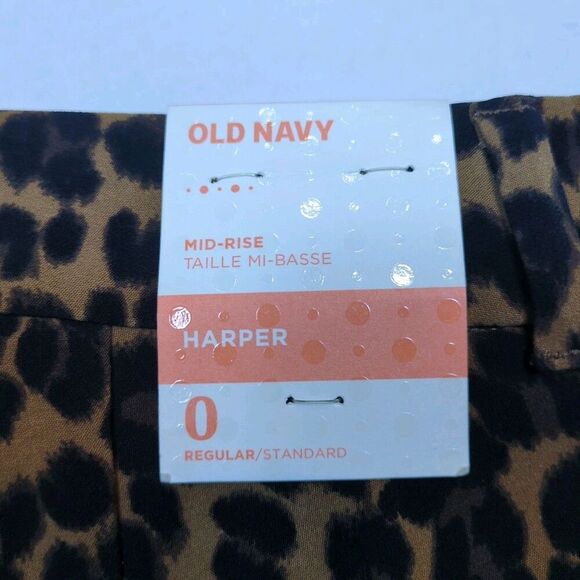 OLD NAVY
MID-RISE
TAILLE MI-BASSE
HARPER
0
REGULAR/STANDARD